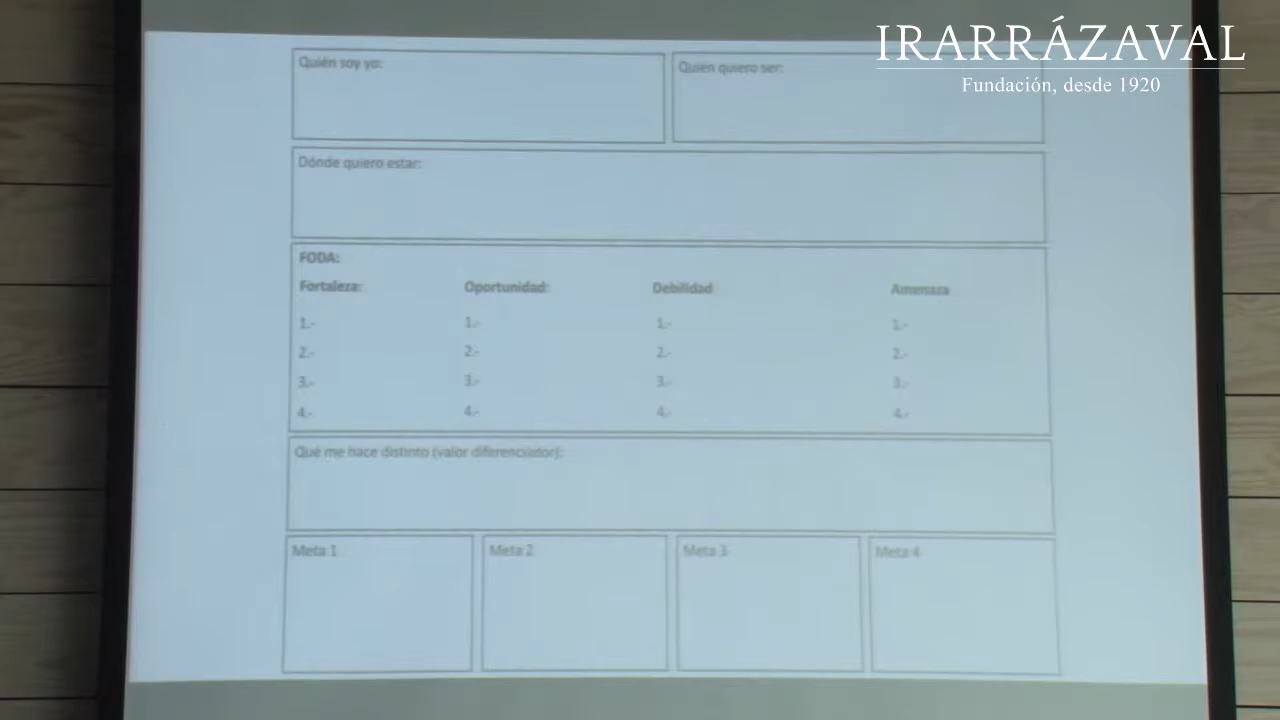 IRARRÁZAVAL
Fundación, desde 1920
Quién soy yo:
Quien quiero ser:
Dónde quiero estar:
FODA:
Fortaleza: Oportunidad: Debilidad Amenaza
1.- 1.- 1.- 1.-
2.- 2.- 2.- 2.-
3.- 3.- 3.- 3.-
4.- 4.- 4.- 4.-
Qué me hace distinto (valor diferenciador):
Meta 1 Meta 2 Meta 3 Meta 4